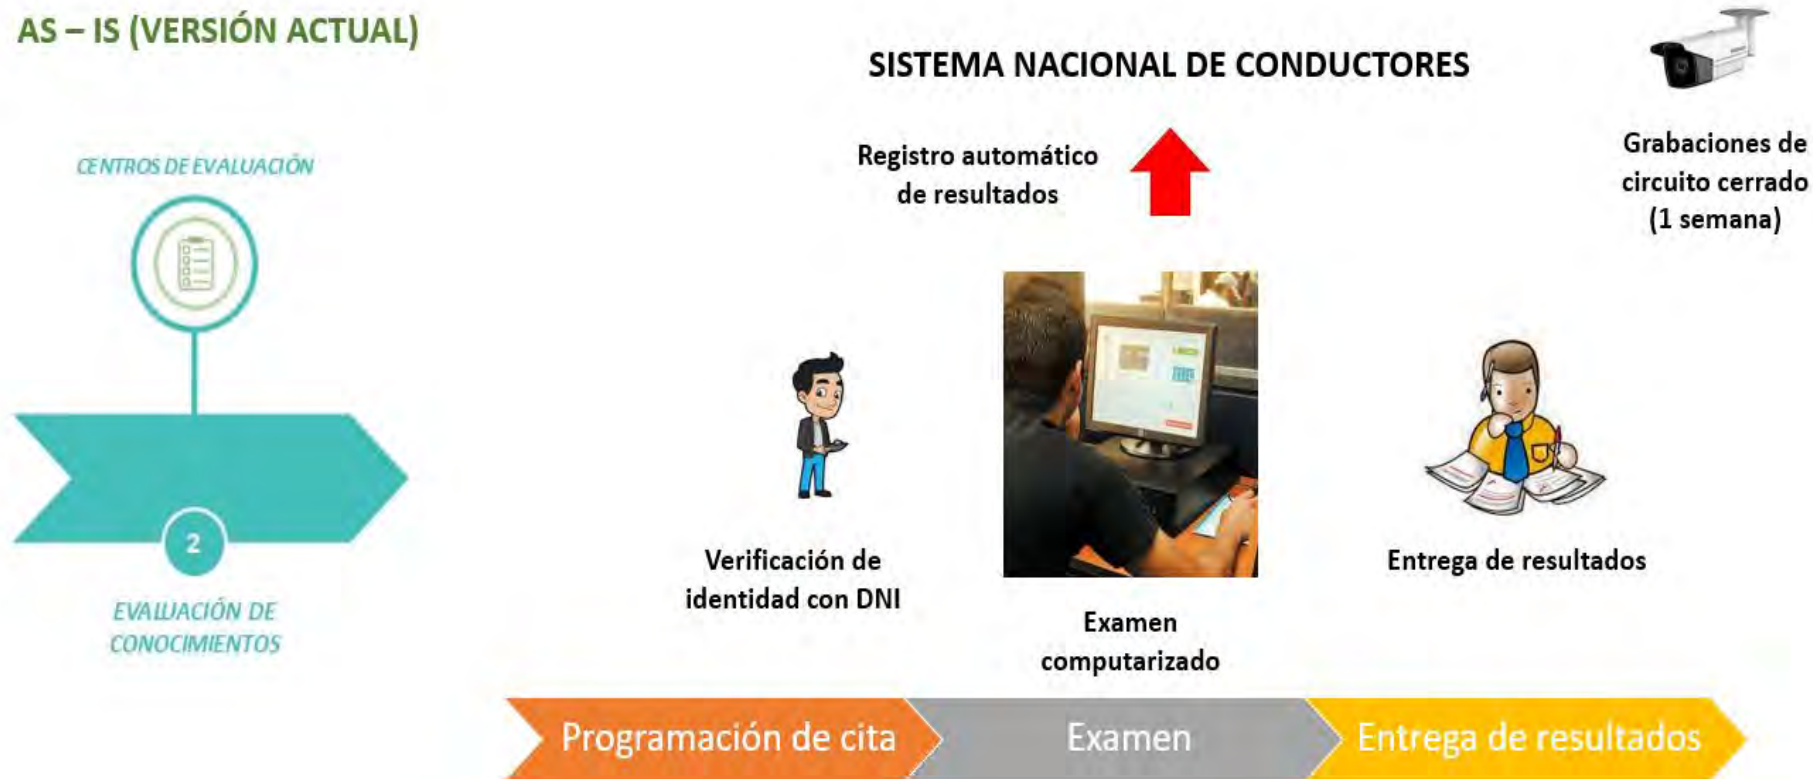 AS – IS (VERSIÓN ACTUAL)
SISTEMA NACIONAL DE CONDUCTORES
CENTROS DE EVALUACIÓN
Registro automático
de resultados
Grabaciones de
circuito cerrado
(1 semana)
2
EVALUACIÓN DE
CONOCIMIENTOS
Verificación de
identidad con DNI
Examen
computarizado
Entrega de resultados
Programación de cita
Examen
Entrega de resultados